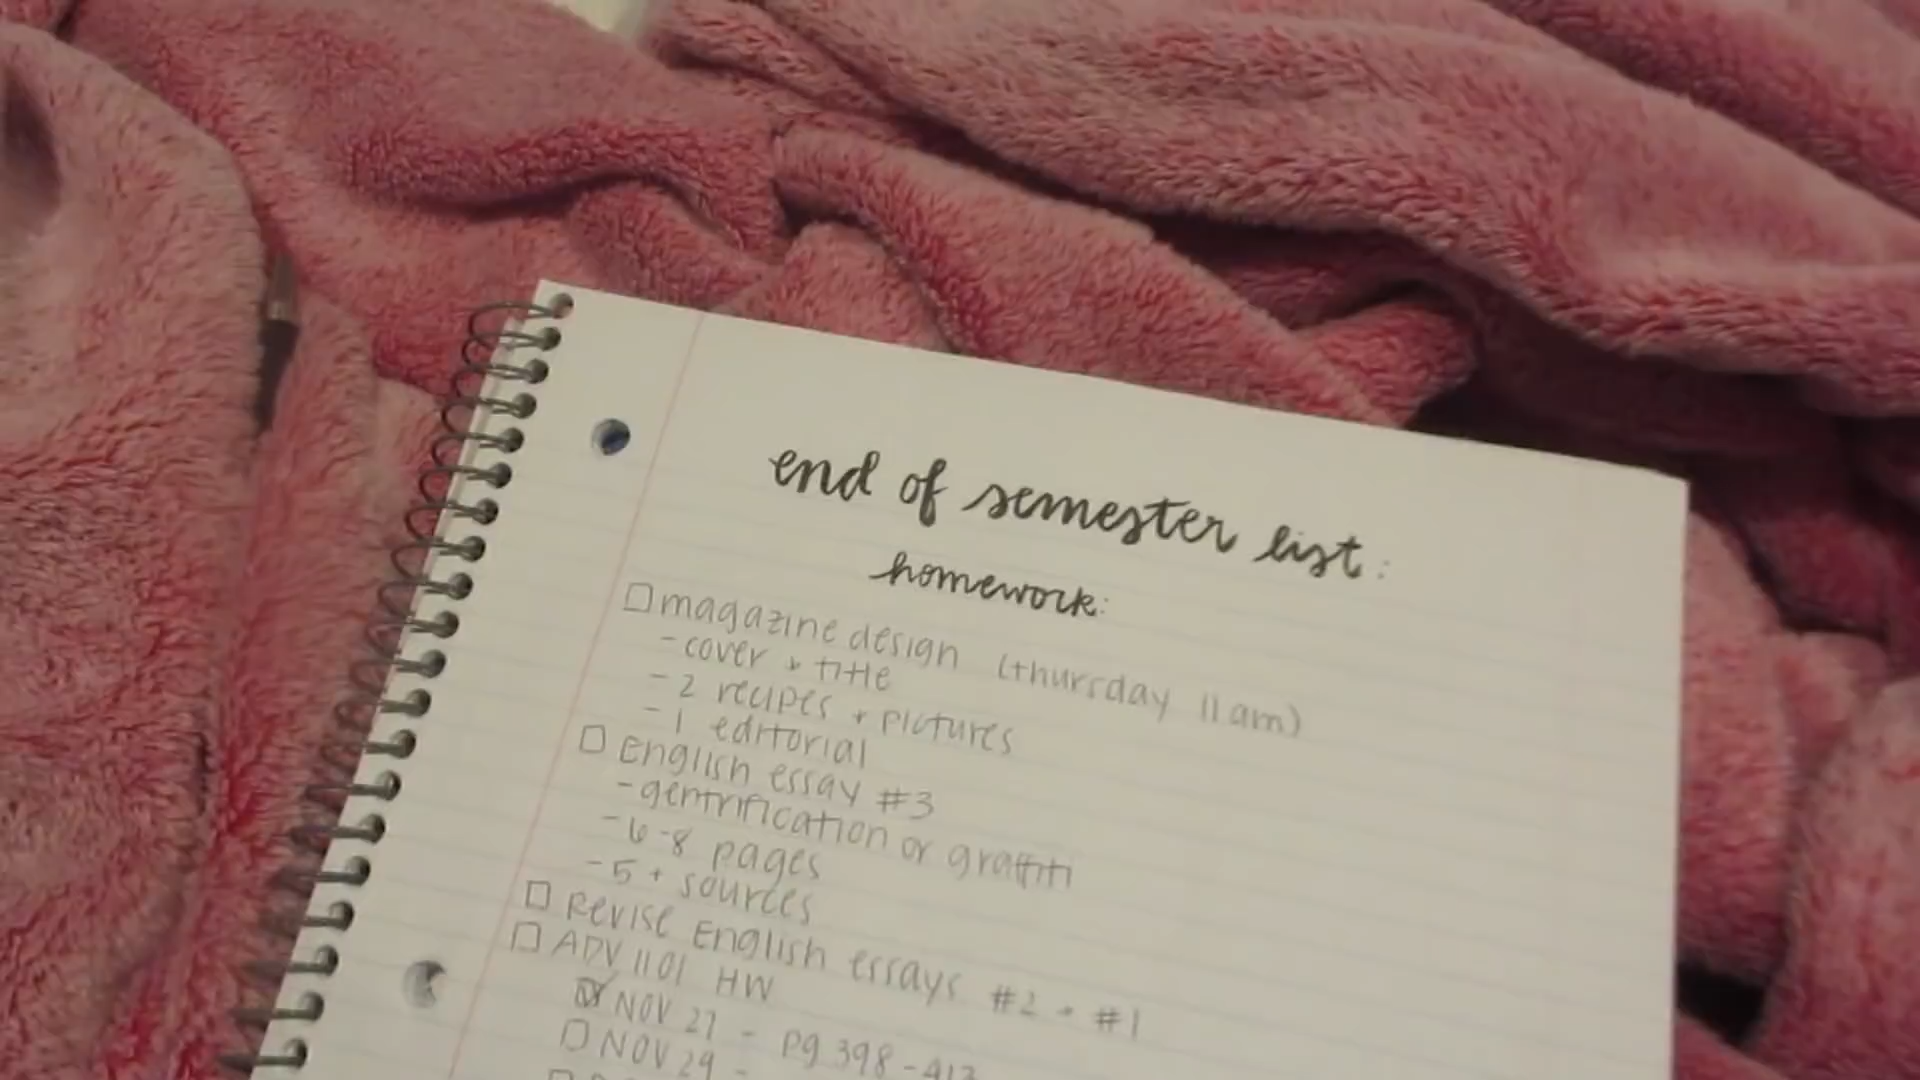 end of semester list:
homework:
☐ magazine design (thursday 11am)
- cover + title
- 2 recipes + pictures
- 1 editorial
☐ English essay #3
- gentrification or graffiti
- 6-8 pages
- 5+ sources
☐ Revise English essays #2 + #1
☐ ADV 1101 HW
☑ NOV 27 - pg 398-413
☐ NOV 29 -